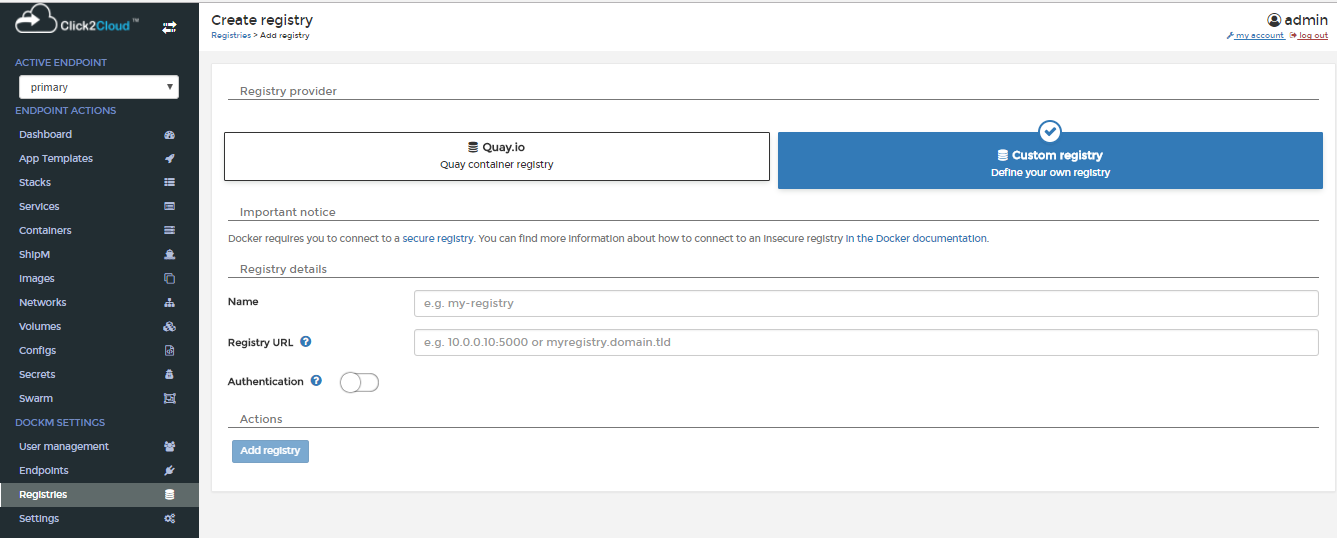 Click2Cloud ™
ACTIVE ENDPOINT
primary
ENDPOINT ACTIONS
Dashboard
App Templates
Stacks
Services
Containers
ShipM
Images
Networks
Volumes
Configs
Secrets
Swarm
DOCKM SETTINGS
User management
Endpoints
Registries
Settings
Create registry
Registries > Add registry
admin
my account log out
Registry provider
Quay.io
Quay container registry
Custom registry
Define your own registry
Important notice
Docker requires you to connect to a secure registry. You can find more information about how to connect to an insecure registry in the Docker documentation.
Registry details
Name e.g. my-registry
Registry URL ? e.g. 10.0.0.10:5000 or myregistry.domain.tld
Authentication ?
Actions
Add registry